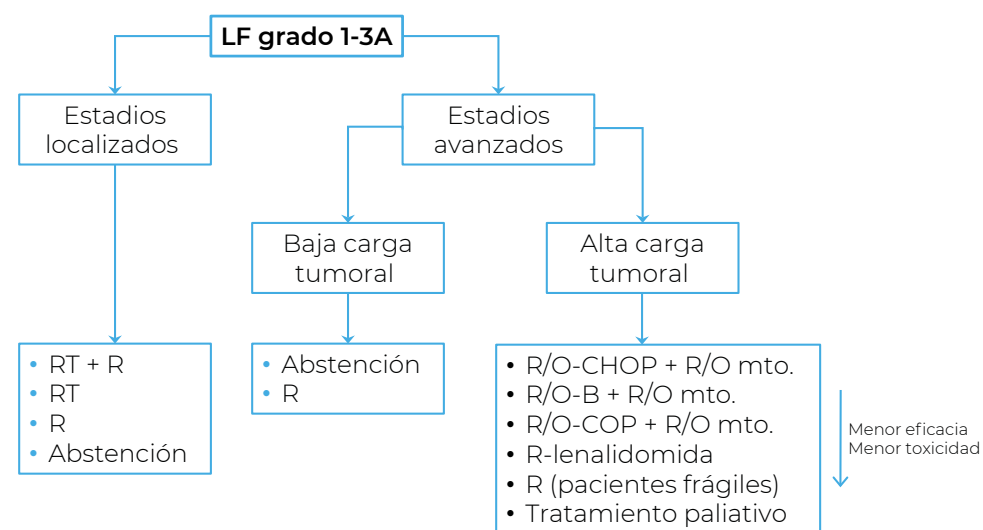 LF grado 1-3A
Estadios
localizados
Estadios
avanzados
Baja carga
tumoral
Alta carga
tumoral
• RT + R
• RT
• R
• Abstención
• Abstención
• R
• R/O-CHOP + R/O mto.
• R/O-B + R/O mto.
• R/O-COP + R/O mto.
• R-lenalidomida
• R (pacientes frágiles)
• Tratamiento paliativo
Menor eficacia
Menor toxicidad